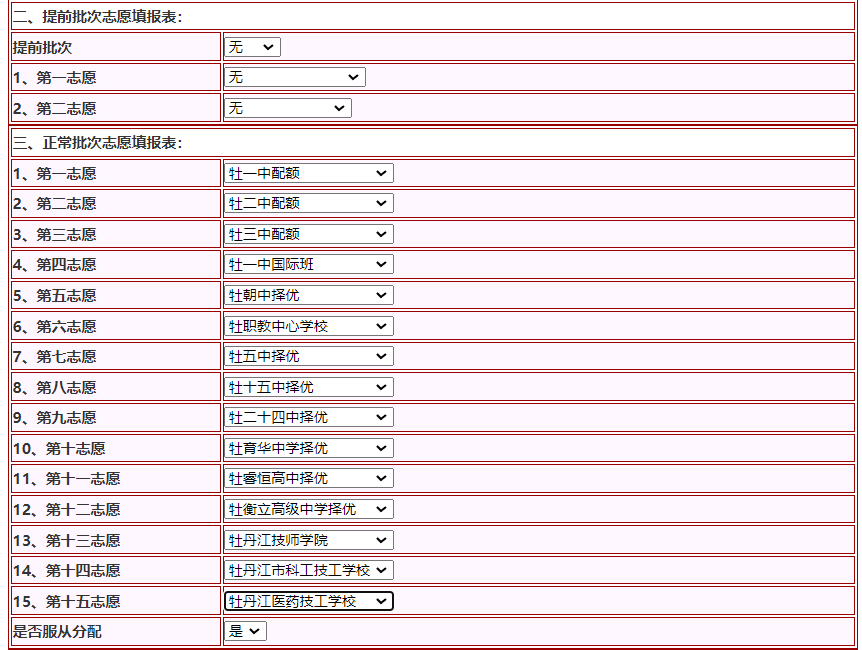 二、提前批次志愿填报表：
提前批次 无
1、第一志愿 无
2、第二志愿 无
三、正常批次志愿填报表：
1、第一志愿 牡一中配额
2、第二志愿 牡二中配额
3、第三志愿 牡三中配额
4、第四志愿 牡一中国际班
5、第五志愿 牡朝中择优
6、第六志愿 牡职教中心学校
7、第七志愿 牡五中择优
8、第八志愿 牡十五中择优
9、第九志愿 牡二十四中择优
10、第十志愿 牡育华中学择优
11、第十一志愿 牡睿恒高中择优
12、第十二志愿 牡衡立高级中学择优
13、第十三志愿 牡丹江技师学院
14、第十四志愿 牡丹江市科工技工学校
15、第十五志愿 牡丹江医药技工学校
是否服从分配 是